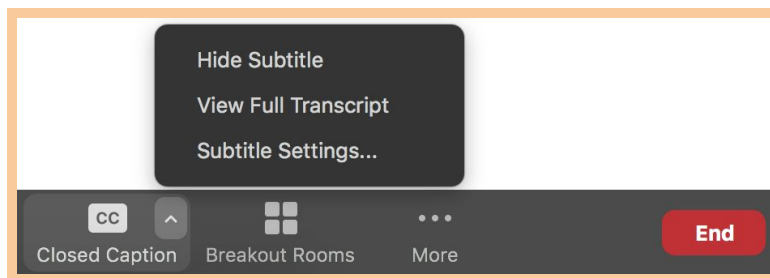 Hide Subtitle
View Full Transcript
Subtitle Settings...
CC
Closed Caption
Breakout Rooms
More
End